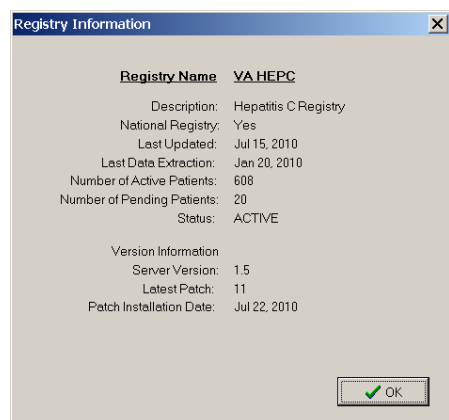 Registry Information
Registry Name VA HEPC
Description: Hepatitis C Registry
National Registry: Yes
Last Updated: Jul 15, 2010
Last Data Extraction: Jan 20, 2010
Number of Active Patients: 608
Number of Pending Patients: 20
Status: ACTIVE
Version Information
Server Version: 1.5
Latest Patch: 11
Patch Installation Date: Jul 22, 2010
OK